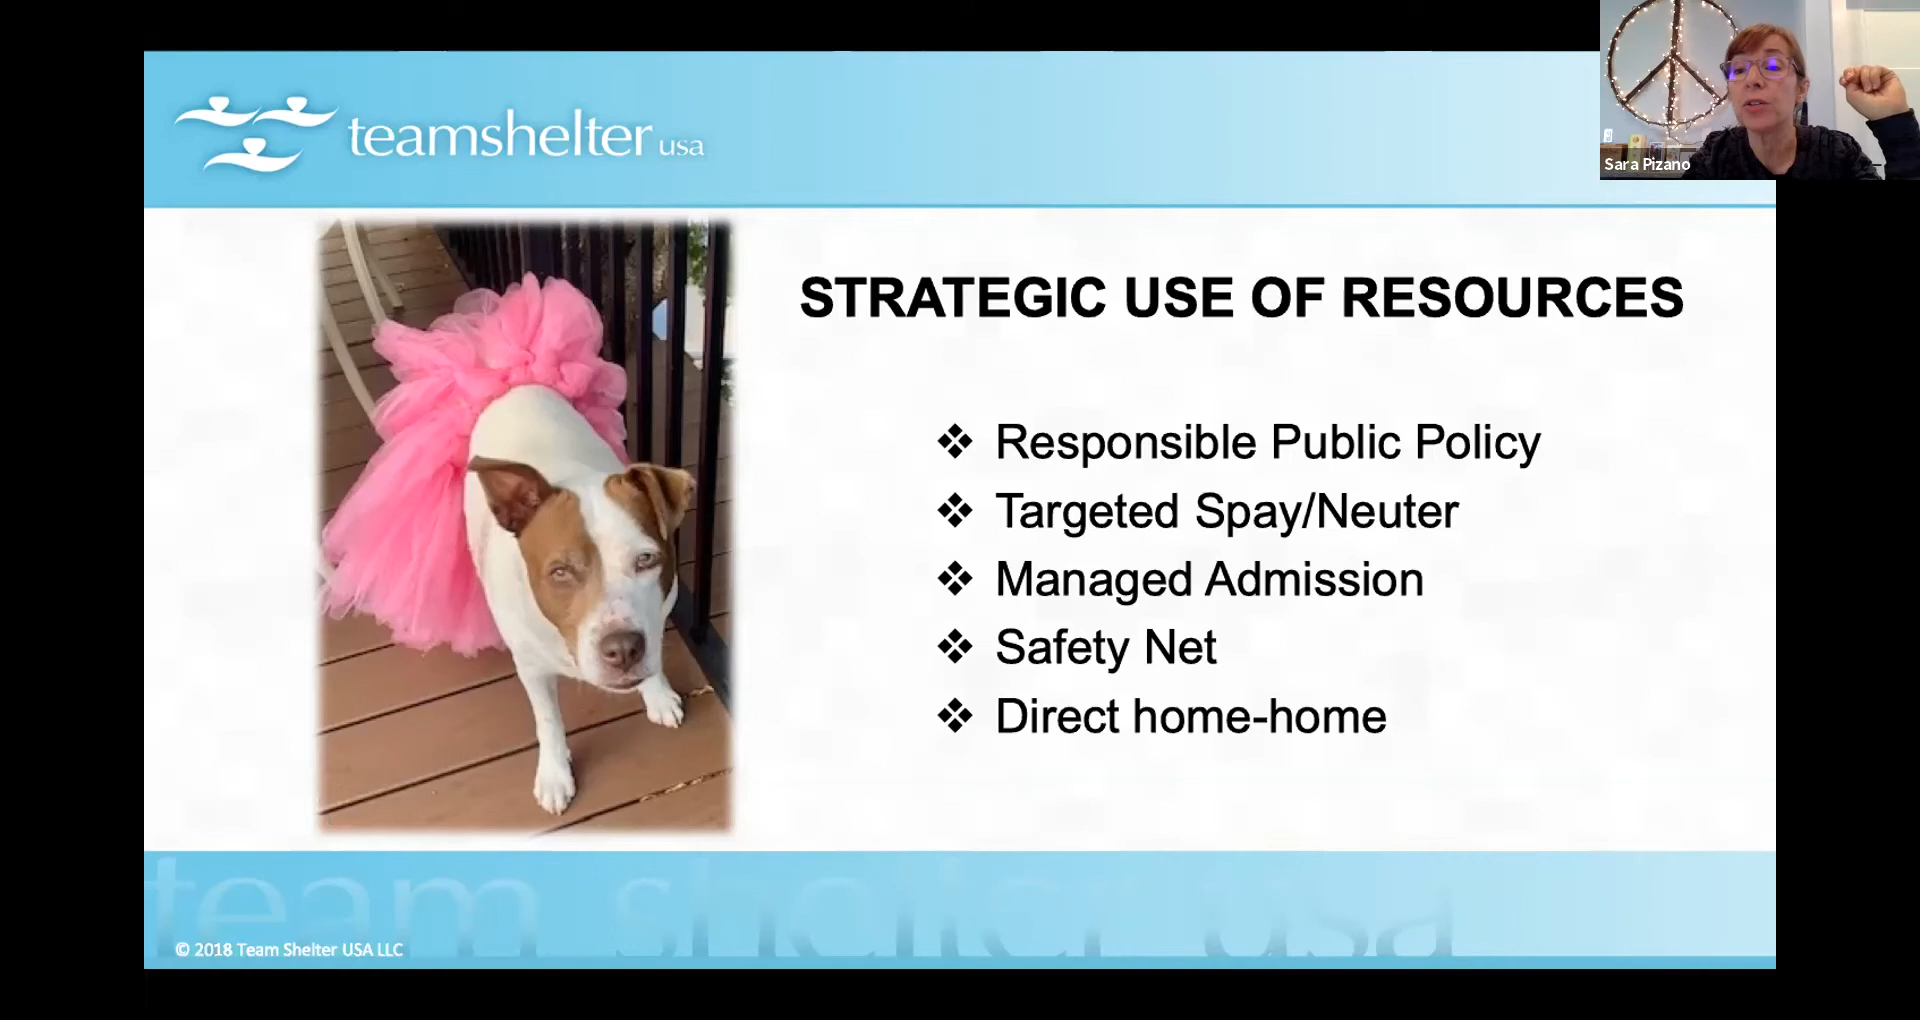 teamshelter usa
Sara Pizano
STRATEGIC USE OF RESOURCES
❖ Responsible Public Policy
❖ Targeted Spay/Neuter
❖ Managed Admission
❖ Safety Net
❖ Direct home-home
team shelter usa
© 2018 Team Shelter USA LLC